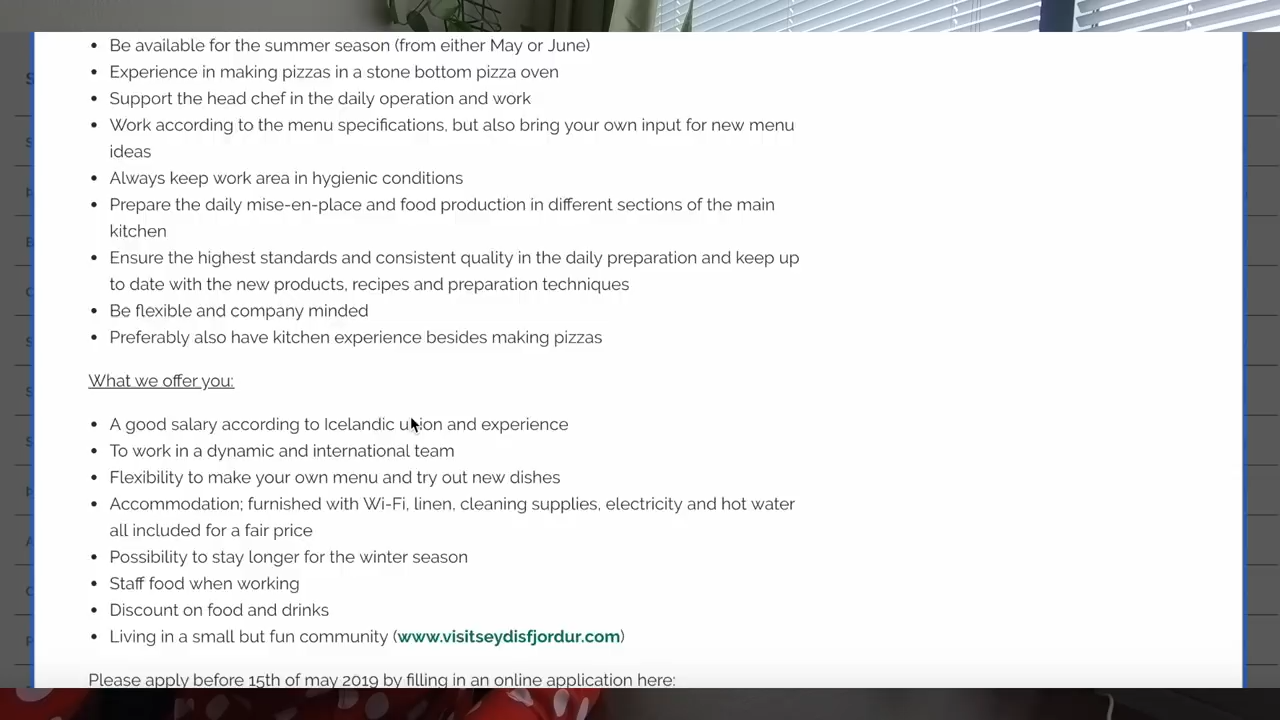 Be available for the summer season (from either May or June)
Experience in making pizzas in a stone bottom pizza oven
Support the head chef in the daily operation and work
Work according to the menu specifications, but also bring your own input for new menu
ideas
Always keep work area in hygienic conditions
Prepare the daily mise-en-place and food production in different sections of the main
kitchen
Ensure the highest standards and consistent quality in the daily preparation and keep up
to date with the new products, recipes and preparation techniques
Be flexible and company minded
Preferably also have kitchen experience besides making pizzas
What we offer you:
A good salary according to Icelandic union and experience
To work in a dynamic and international team
Flexibility to make your own menu and try out new dishes
Accommodation; furnished with Wi-Fi, linen, cleaning supplies, electricity and hot water
all included for a fair price
Possibility to stay longer for the winter season
Staff food when working
Discount on food and drinks
Living in a small but fun community (www.visitseydisfjordur.com)
Please apply before 15th of may 2019 by filling in an online application here: